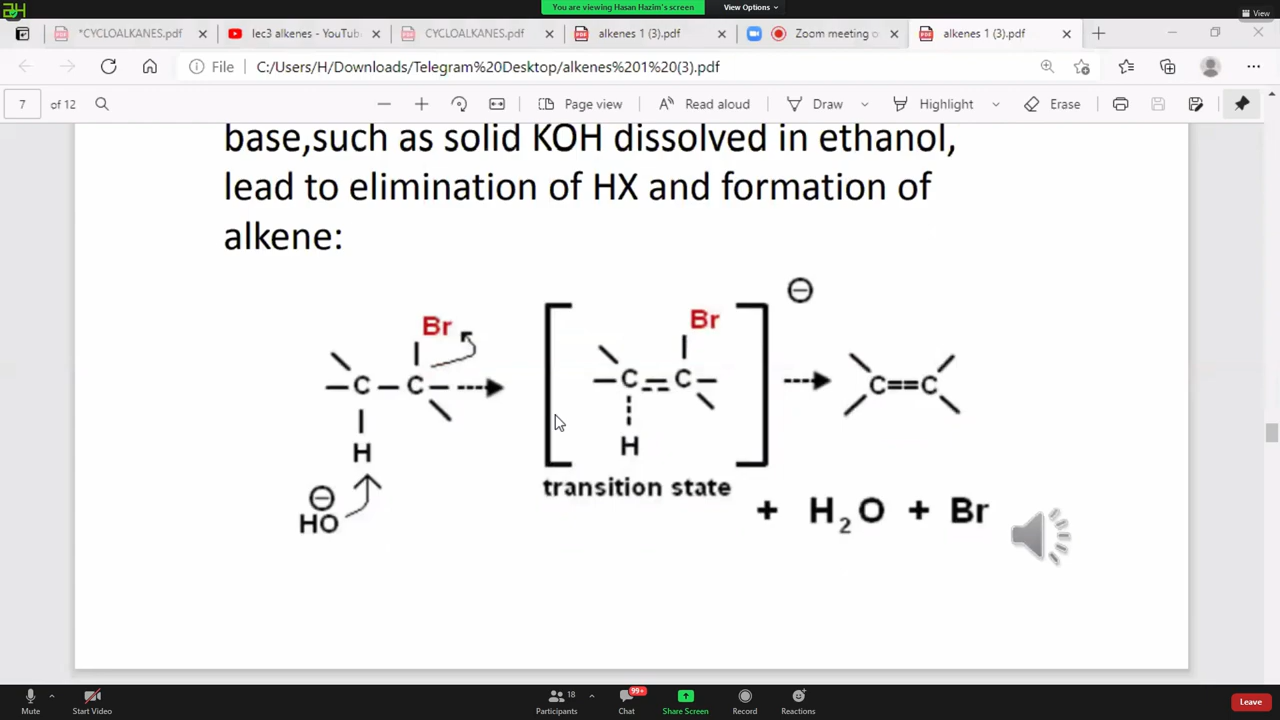 You are viewing Hasan Hazim's screen
View Options
View
*CYCLOALKANES.pdf
lec3 alkenes - YouTube
CYCLOALKANES.pdf
alkenes 1 (3).pdf
Zoom meeting o
alkenes 1 (3).pdf
File
C:/Users/H/Downloads/Telegram%20Desktop/alkenes%201%20(3).pdf
7 of 12
Page view
Read aloud
Draw
Highlight
Erase
base,such as solid KOH dissolved in ethanol,
lead to elimination of HX and formation of
alkene:
Br
C C
H
⊖
HO
Br
C C
H
⊖
transition state
C C
+ H₂O + Br
Mute
Start Video
Participants 18
Chat 99+
Share Screen
Record
Reactions
Leave